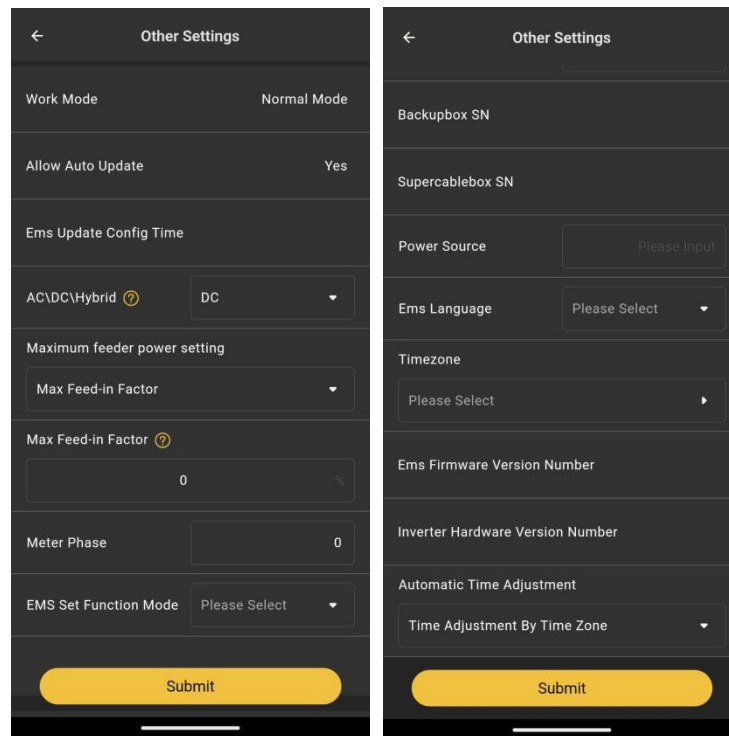 Other Settings
Work Mode Normal Mode
Allow Auto Update Yes
Ems Update Config Time
AC\DC\Hybrid ? DC
Maximum feeder power setting
Max Feed-in Factor
Max Feed-in Factor ?
0 %
Meter Phase 0
EMS Set Function Mode Please Select
Submit
Other Settings
Backupbox SN
Supercablebox SN
Power Source Please Input
Ems Language Please Select
Timezone
Please Select
Ems Firmware Version Number
Inverter Hardware Version Number
Automatic Time Adjustment
Time Adjustment By Time Zone
Submit